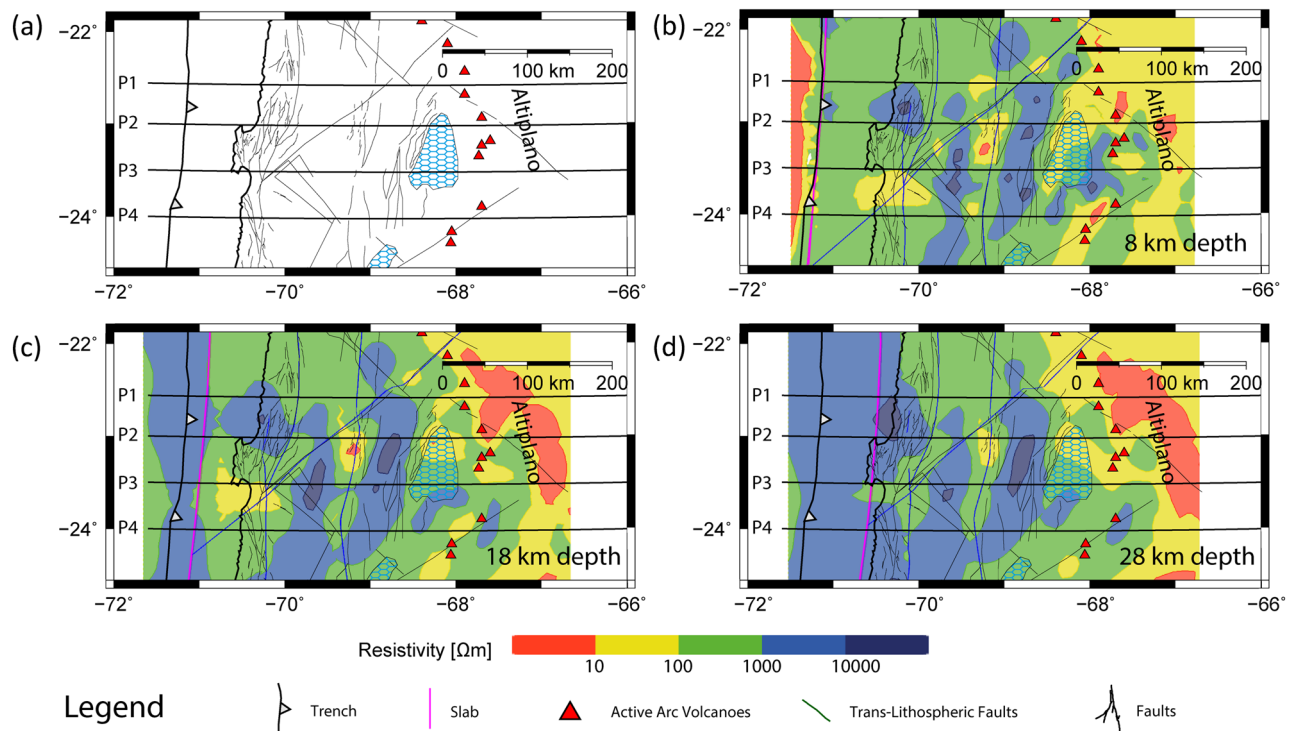 (a)
−22˚
−24˚
P1
P2
P3
P4
0 100 km 200
Altiplano
−72˚ −70˚ −68˚ −66˚
(b)
−22˚
−24˚
P1
P2
P3
P4
0 100 km 200
Altiplano
8 km depth
−72˚ −70˚ −68˚ −66˚
(c)
−22˚
−24˚
P1
P2
P3
P4
0 100 km 200
Altiplano
18 km depth
−72˚ −70˚ −68˚ −66˚
(d)
−22˚
−24˚
P1
P2
P3
P4
0 100 km 200
Altiplano
28 km depth
−72˚ −70˚ −68˚ −66˚
Resistivity [Ωm]
10 100 1000 10000
Legend
Trench
Slab
Active Arc Volcanoes
Trans-Lithospheric Faults
Faults